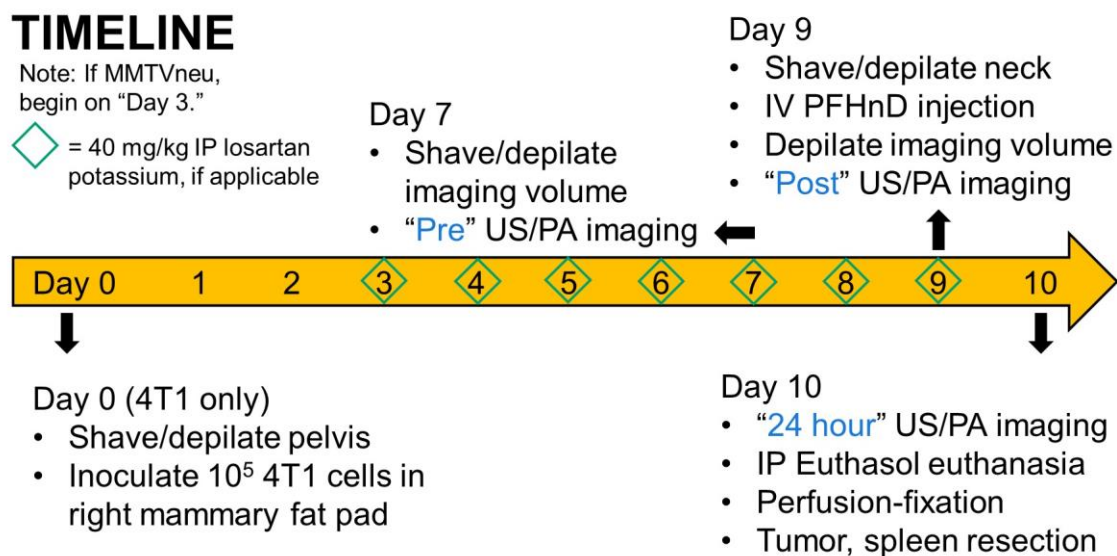 TIMELINE
Note: If MMTVneu,
begin on “Day 3.”
= 40 mg/kg IP losartan
potassium, if applicable
Day 7
• Shave/depilate
imaging volume
• “Pre” US/PA imaging
Day 9
• Shave/depilate neck
• IV PFHnD injection
• Depilate imaging volume
• “Post” US/PA imaging
Day 0 1 2 3 4 5 6 7 8 9 10
Day 0 (4T1 only)
• Shave/depilate pelvis
• Inoculate 10⁵ 4T1 cells in
right mammary fat pad
Day 10
• “24 hour” US/PA imaging
• IP Euthasol euthanasia
• Perfusion-fixation
• Tumor, spleen resection